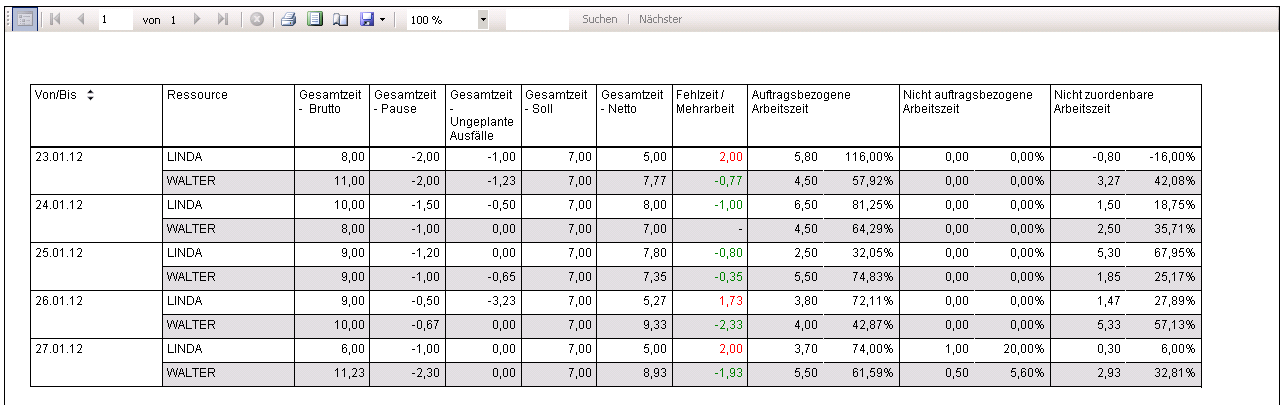 1 von 1 100 % Suchen Nächster
Von/Bis Ressource Gesamtzeit Gesamtzeit Gesamtzeit Gesamtzeit Gesamtzeit Fehlzeit / Auftragsbezogene Nicht auftragsbezogene Nicht zuordenbare
- Brutto - Pause - - Soll - Netto Mehrarbeit Arbeitszeit Arbeitszeit Arbeitszeit
Ungeplante
Ausfälle
23.01.12 LINDA 8,00 -2,00 -1,00 7,00 5,00 2,00 5,80 116,00% 0,00 0,00% -0,80 -16,00%
WALTER 11,00 -2,00 -1,23 7,00 7,77 -0,77 4,50 57,92% 0,00 0,00% 3,27 42,08%
24.01.12 LINDA 10,00 -1,50 -0,50 7,00 8,00 -1,00 6,50 81,25% 0,00 0,00% 1,50 18,75%
WALTER 8,00 -1,00 0,00 7,00 7,00 - 4,50 64,29% 0,00 0,00% 2,50 35,71%
25.01.12 LINDA 9,00 -1,20 0,00 7,00 7,80 -0,80 2,50 32,05% 0,00 0,00% 5,30 67,95%
WALTER 9,00 -1,00 -0,65 7,00 7,35 -0,35 5,50 74,83% 0,00 0,00% 1,85 25,17%
26.01.12 LINDA 9,00 -0,50 -3,23 7,00 5,27 1,73 3,80 72,11% 0,00 0,00% 1,47 27,89%
WALTER 10,00 -0,67 0,00 7,00 9,33 -2,33 4,00 42,87% 0,00 0,00% 5,33 57,13%
27.01.12 LINDA 6,00 -1,00 0,00 7,00 5,00 2,00 3,70 74,00% 1,00 20,00% 0,30 6,00%
WALTER 11,23 -2,30 0,00 7,00 8,93 -1,93 5,50 61,59% 0,50 5,60% 2,93 32,81%